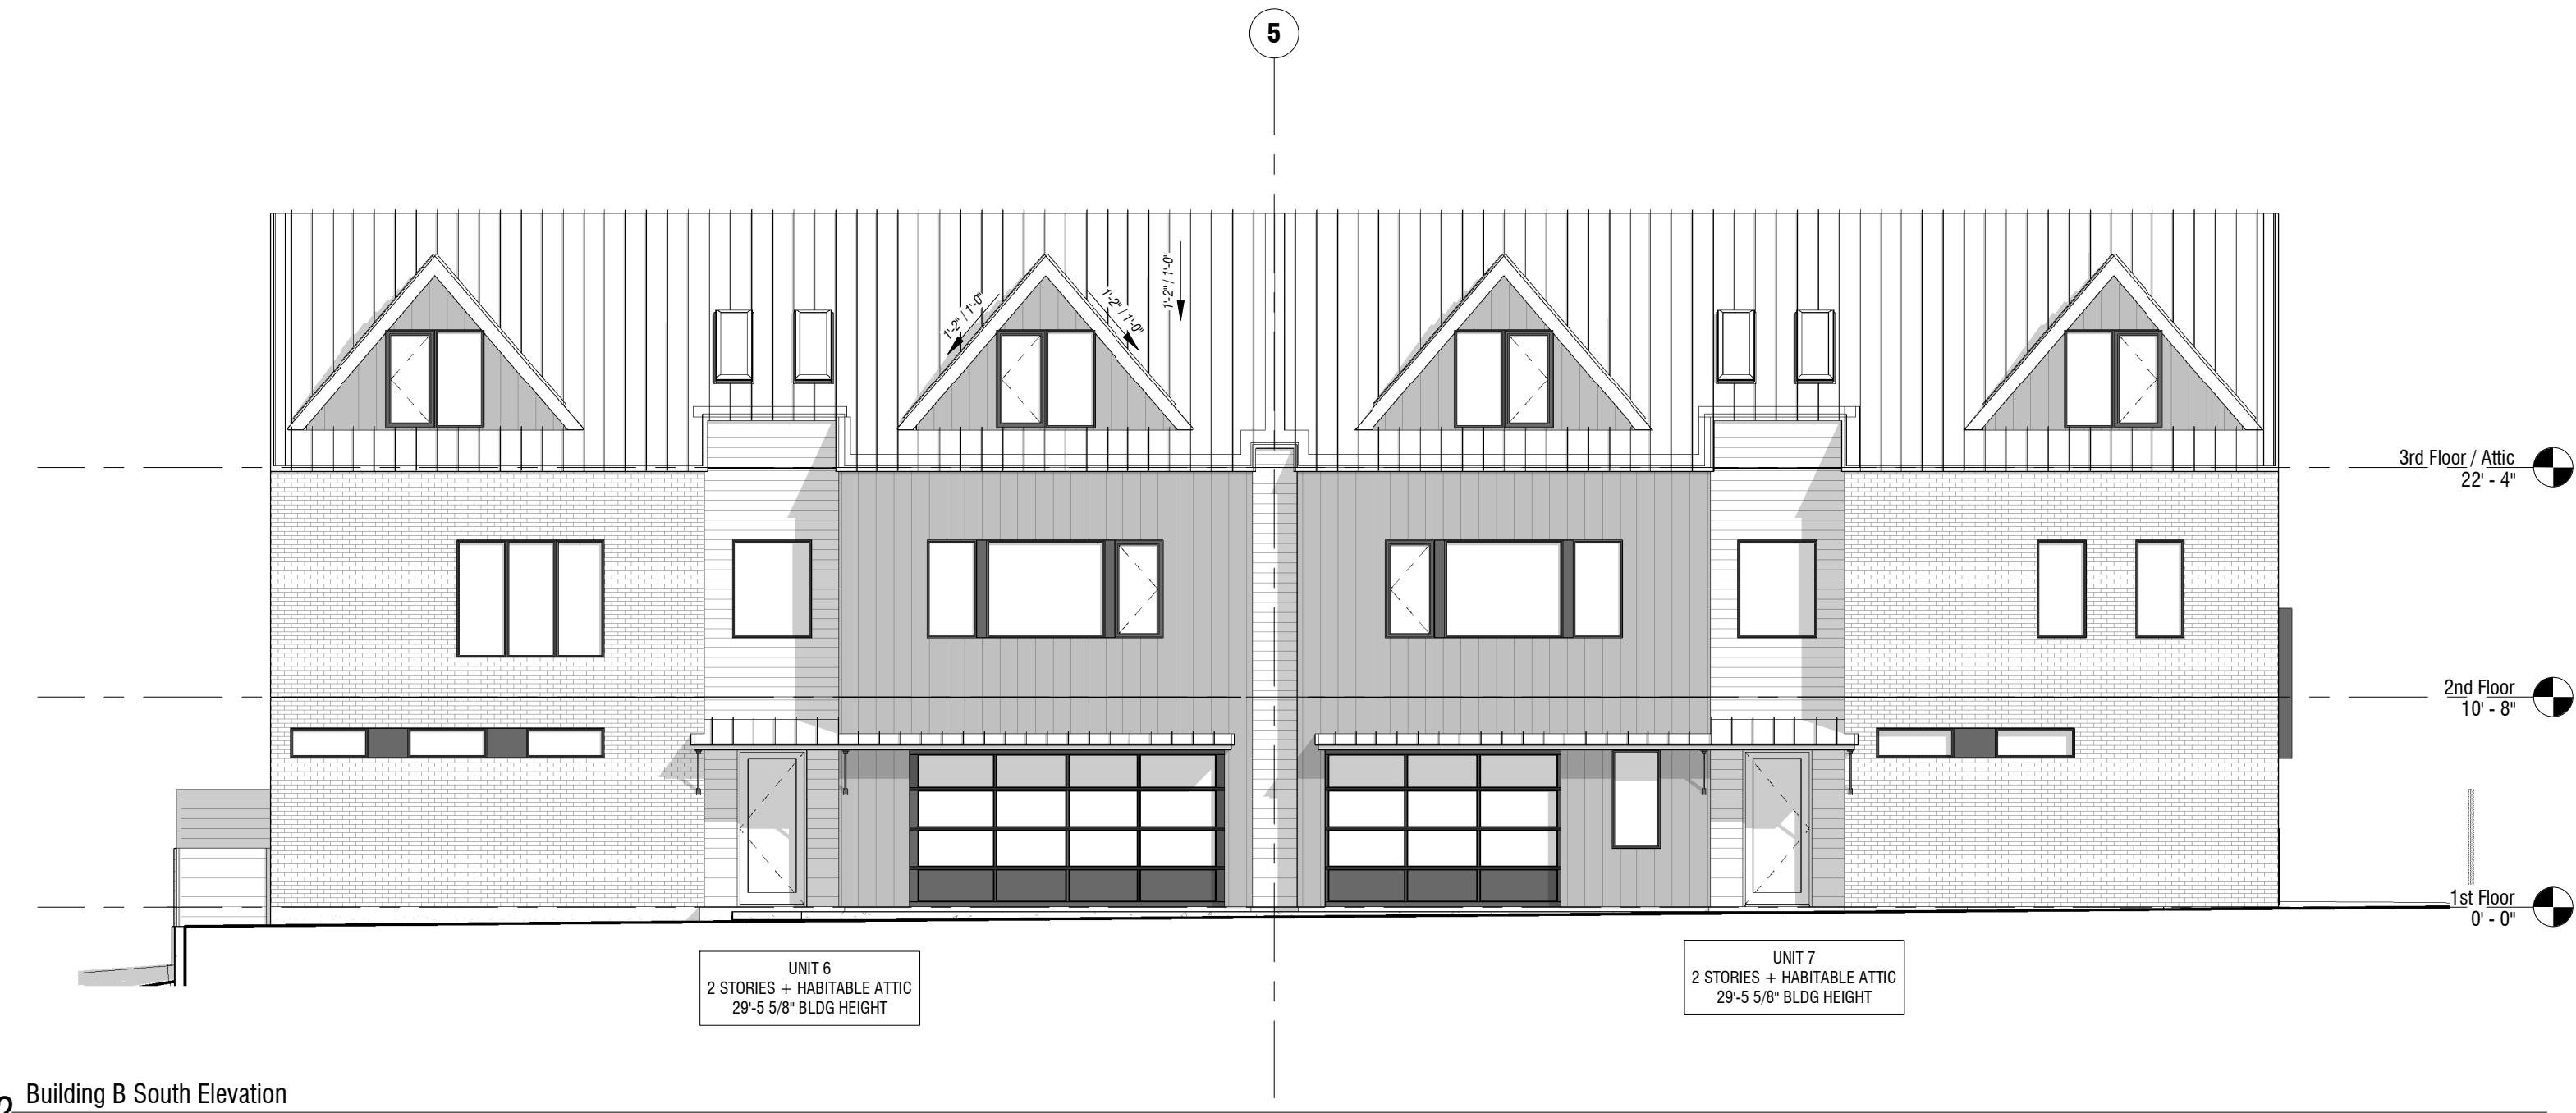 5
1'-2" / 1'-0"
1'-2" / 1'-0"
1'-2" / 1'-0"
3rd Floor / Attic
22' - 4"
2nd Floor
10' - 8"
1st Floor
0' - 0"
UNIT 6
2 STORIES + HABITABLE ATTIC
29'-5 5/8" BLDG HEIGHT
UNIT 7
2 STORIES + HABITABLE ATTIC
29'-5 5/8" BLDG HEIGHT
2 Building B South Elevation